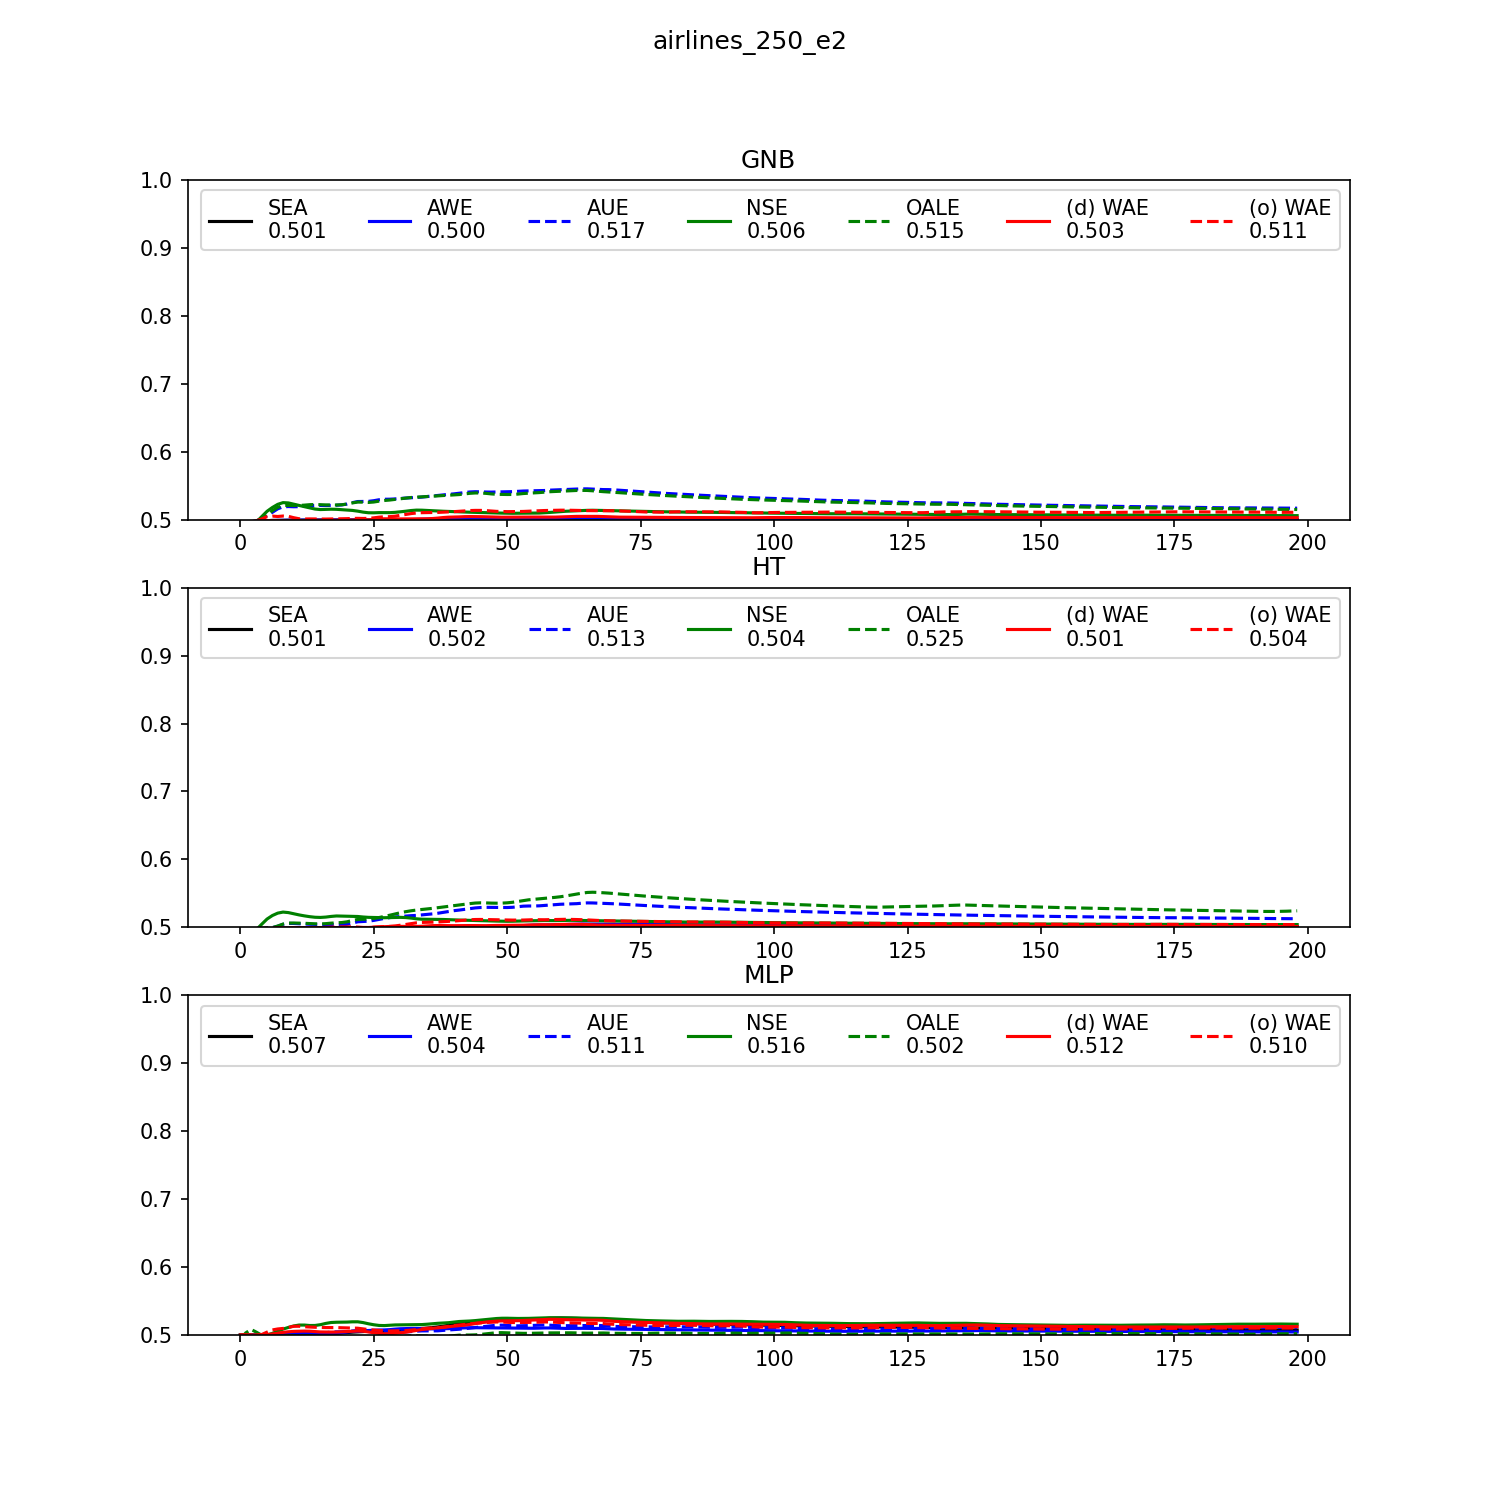 airlines_250_e2
GNB
SEA AWE AUE NSE OALE (d) WAE (o) WAE
0.501 0.500 0.517 0.506 0.515 0.503 0.511
1.0
0.9
0.8
0.7
0.6
0.5
0 25 50 75 100 125 150 175 200
HT
SEA AWE AUE NSE OALE (d) WAE (o) WAE
0.501 0.502 0.513 0.504 0.525 0.501 0.504
1.0
0.9
0.8
0.7
0.6
0.5
0 25 50 75 100 125 150 175 200
MLP
SEA AWE AUE NSE OALE (d) WAE (o) WAE
0.507 0.504 0.511 0.516 0.502 0.512 0.510
1.0
0.9
0.8
0.7
0.6
0.5
0 25 50 75 100 125 150 175 200